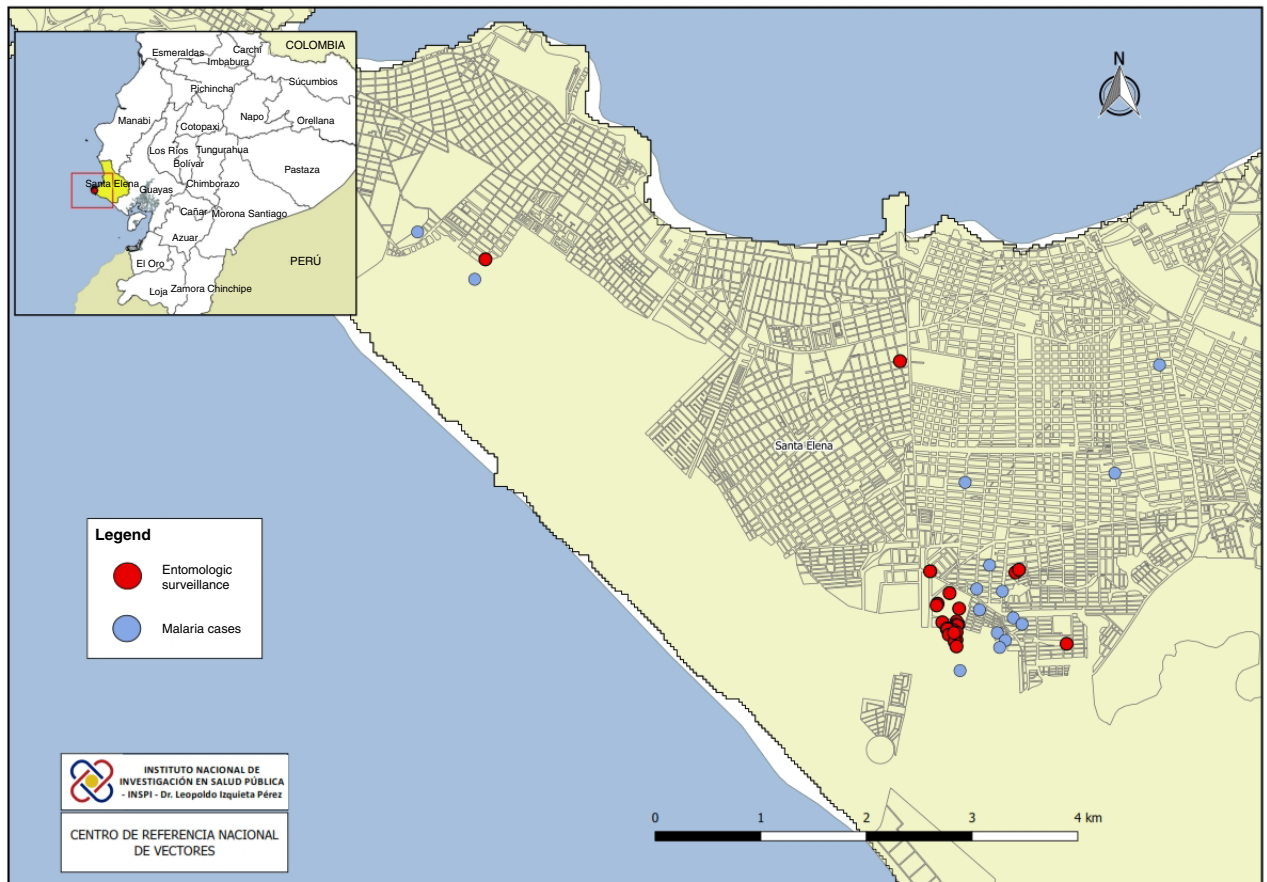 COLOMBIA
Carchi
Esmeraldas
Imbabura
Súcumbios
Pichincha
Napo
Orellana
Manabi
Cotopaxi
Los Ríos
Tungurahua
Bolívar
Pastaza
Santa Elena
Guayas
Chimborazo
Cañar
Morona Santiago
Azuar
El Oro
PERÚ
Loja
Zamora Chinchipe
N
Santa Elena
Legend
Entomologic
surveillance
Malaria cases
INSTITUTO NACIONAL DE
INVESTIGACIÓN EN SALUD PÚBLICA
- INSPI - Dr. Leopoldo Izquieta Pérez
CENTRO DE REFERENCIA NACIONAL
DE VECTORES
0 1 2 3 4 km